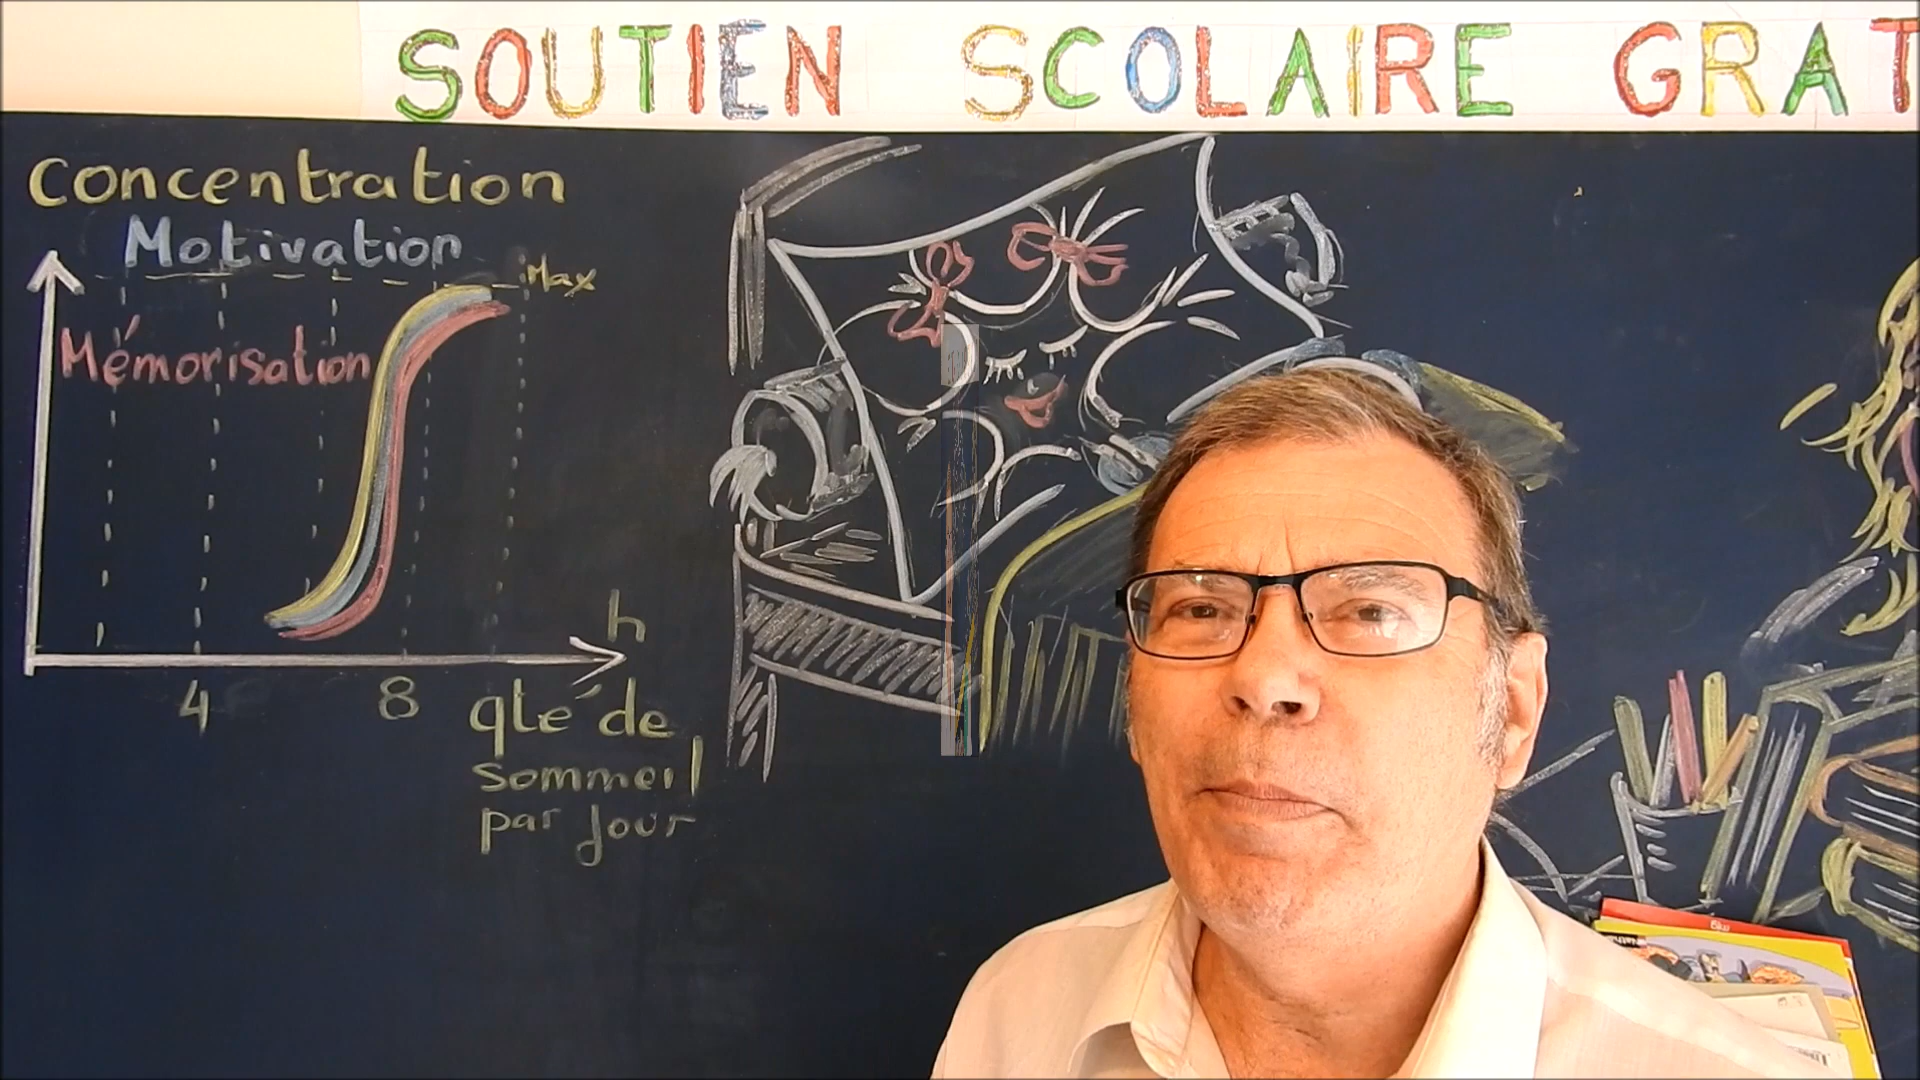 SOUTIEN SCOLAIRE GRAT
Concentration
Motivation
Max
Mémorisation
h
4
8
qté de
sommeil
par jour